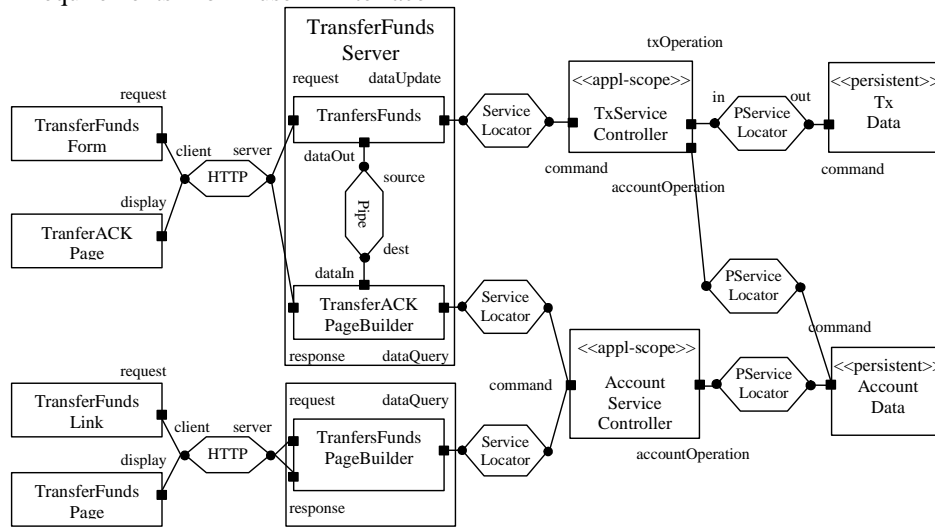 TransferFunds
Server
txOperation
request
dataUpdate
<<appl-scope>>
TxService
Controller
<<persistent>>
Tx
Data
request
TransferFunds
Form
TranfersFunds
Service
Locator
in
out
PService
Locator
client
server
HTTP
dataOut
source
command
command
accountOperation
Pipe
display
TranferACK
Page
dest
dataIn
TransferACK
PageBuilder
Service
Locator
PService
Locator
command
response
dataQuery
<<appl-scope>>
Account
Service
Controller
<<persistent>>
Account
Data
PService
Locator
request
request
dataQuery
command
TransferFunds
Link
client
server
HTTP
TranfersFunds
PageBuilder
Service
Locator
accountOperation
display
TransferFunds
Page
response